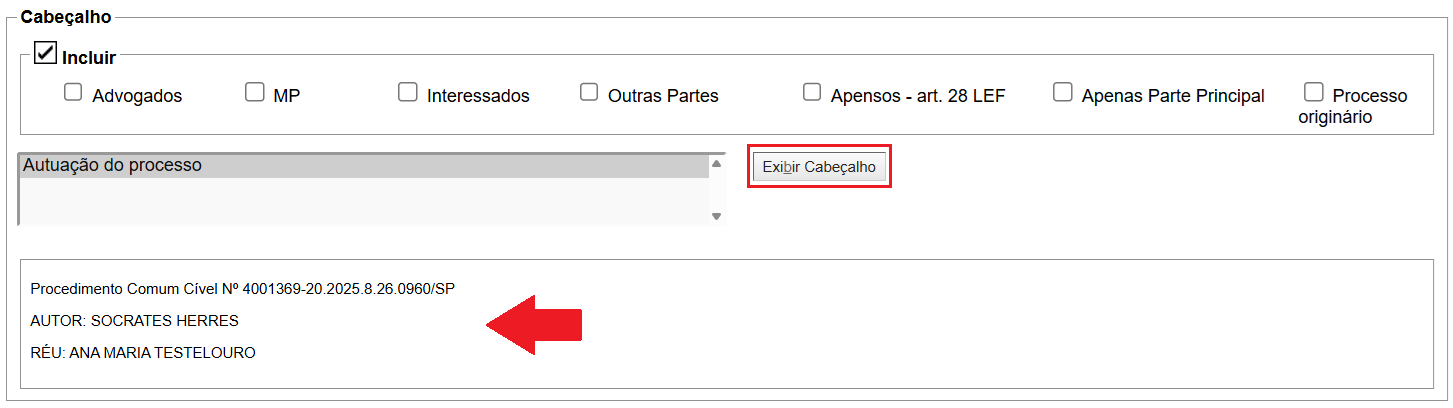 Cabeçalho
Incluir
Advogados MP Interessados Outras Partes Apensos - art. 28 LEF Apenas Parte Principal Processo
originário
Autuação do processo
Exibir Cabeçalho
Procedimento Comum Cível Nº 4001369-20.2025.8.26.0960/SP
AUTOR: SOCRATES HERRES
RÉU: ANA MARIA TESTELOURO